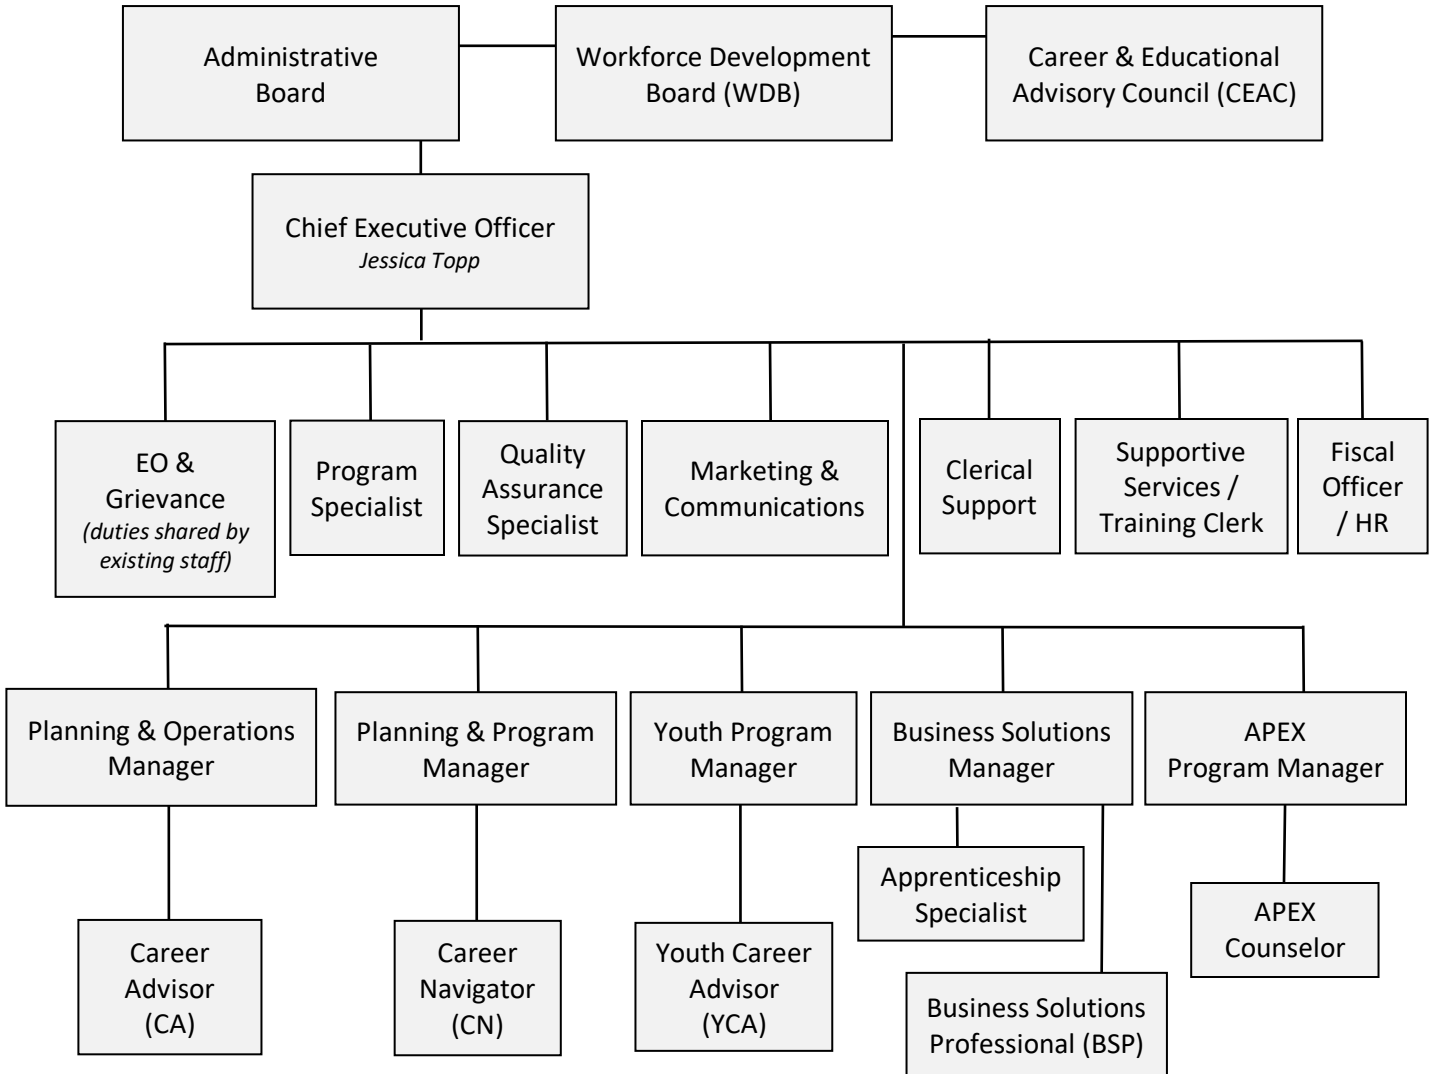 Administrative
Board
Workforce Development
Board (WDB)
Career & Educational
Advisory Council (CEAC)
Chief Executive Officer
Jessica Topp
EO &
Grievance
(duties shared by
existing staff)
Program
Specialist
Quality
Assurance
Specialist
Marketing &
Communications
Clerical
Support
Supportive
Services /
Training Clerk
Fiscal
Officer
/ HR
Planning & Operations
Manager
Planning & Program
Manager
Youth Program
Manager
Business Solutions
Manager
APEX
Program Manager
Career
Advisor
(CA)
Career
Navigator
(CN)
Youth Career
Advisor
(YCA)
Apprenticeship
Specialist
Business Solutions
Professional (BSP)
APEX
Counselor